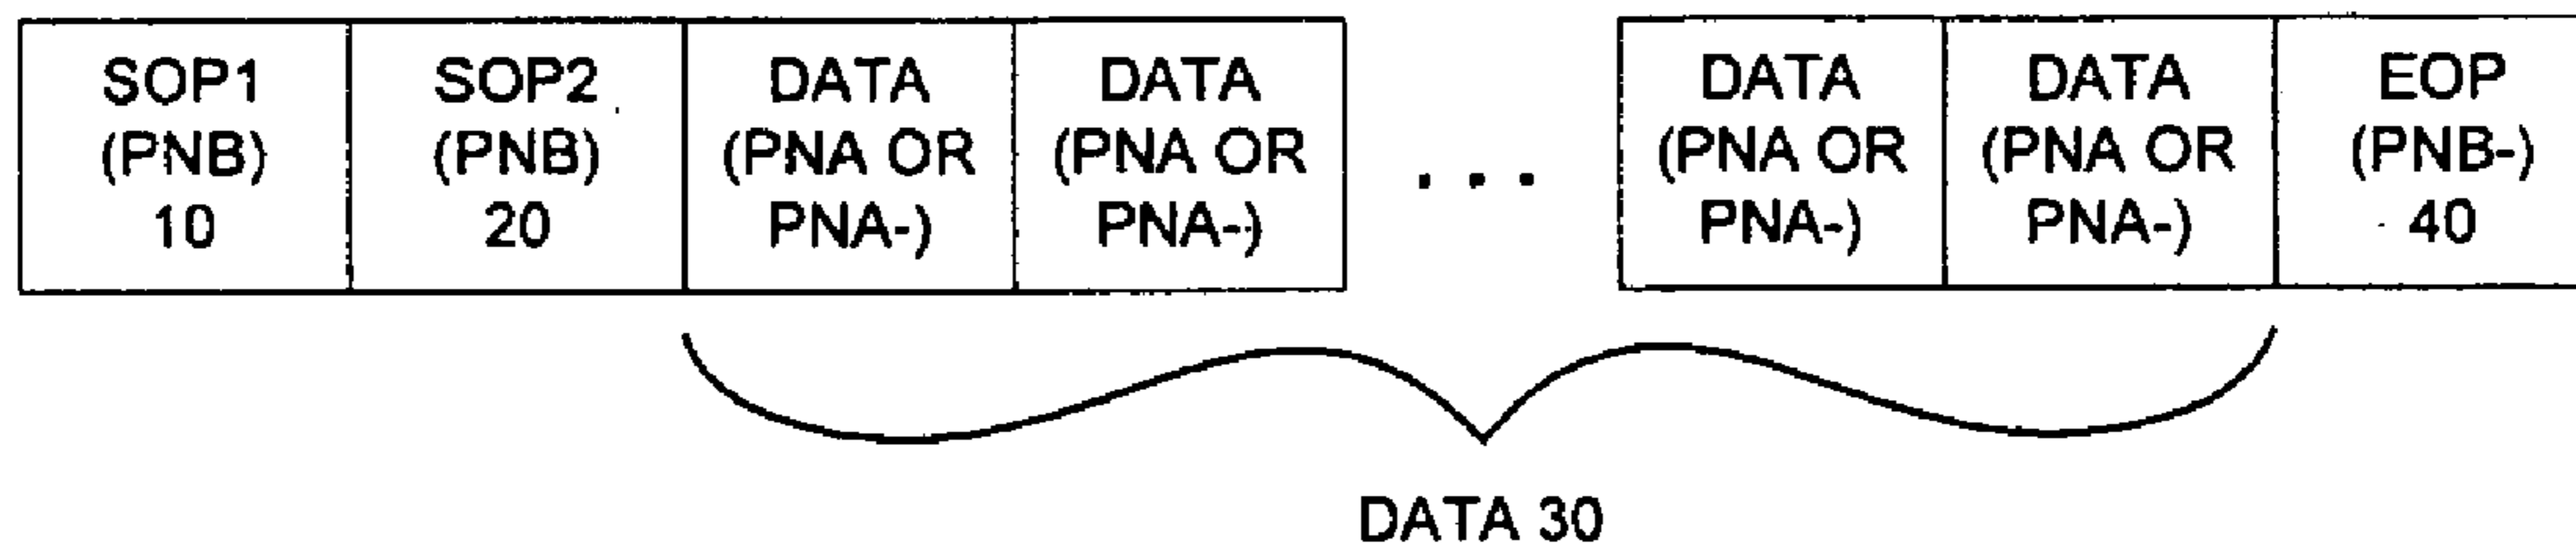 SOP1
(PNB)
10
SOP2
(PNB)
20
DATA
(PNA OR
PNA-)
DATA
(PNA OR
PNA-)
. . .
DATA
(PNA OR
PNA-)
DATA
(PNA OR
PNA-)
EOP
(PNB-)
40
DATA 30